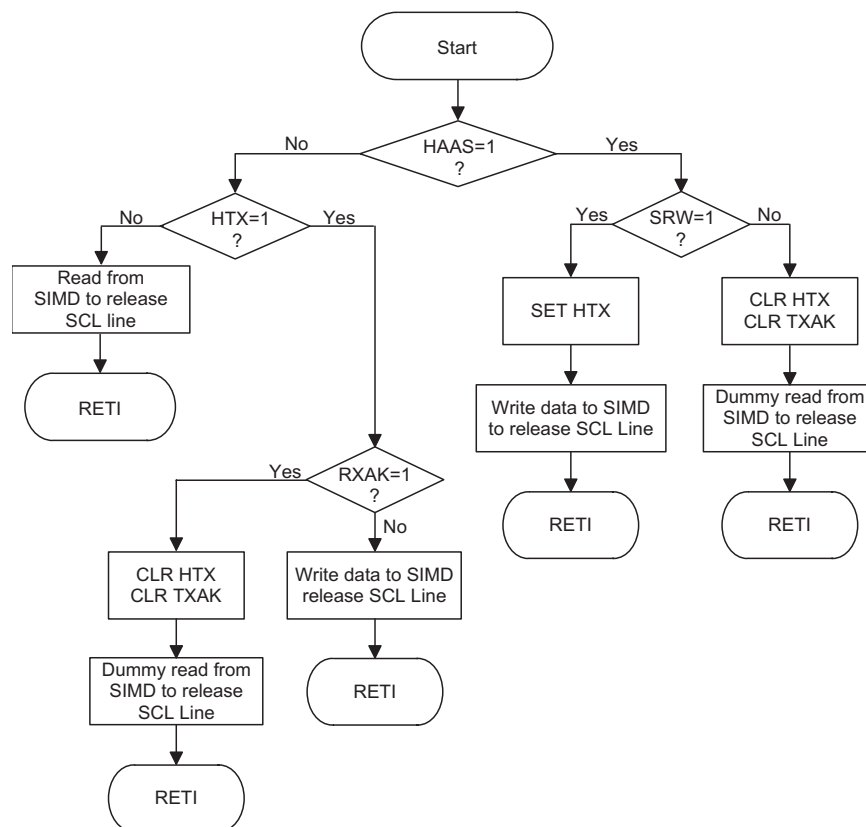 Start
HAAS=1
?
No
Yes
HTX=1
?
No
Yes
SRW=1
?
Yes
No
Read from
SIMD to release
SCL line
SET HTX
CLR HTX
CLR TXAK
RETI
Write data to SIMD
to release SCL Line
Dummy read from
SIMD to release
SCL Line
RXAK=1
?
Yes
No
RETI
RETI
CLR HTX
CLR TXAK
Write data to SIMD
release SCL Line
Dummy read from
SIMD to release
SCL Line
RETI
RETI